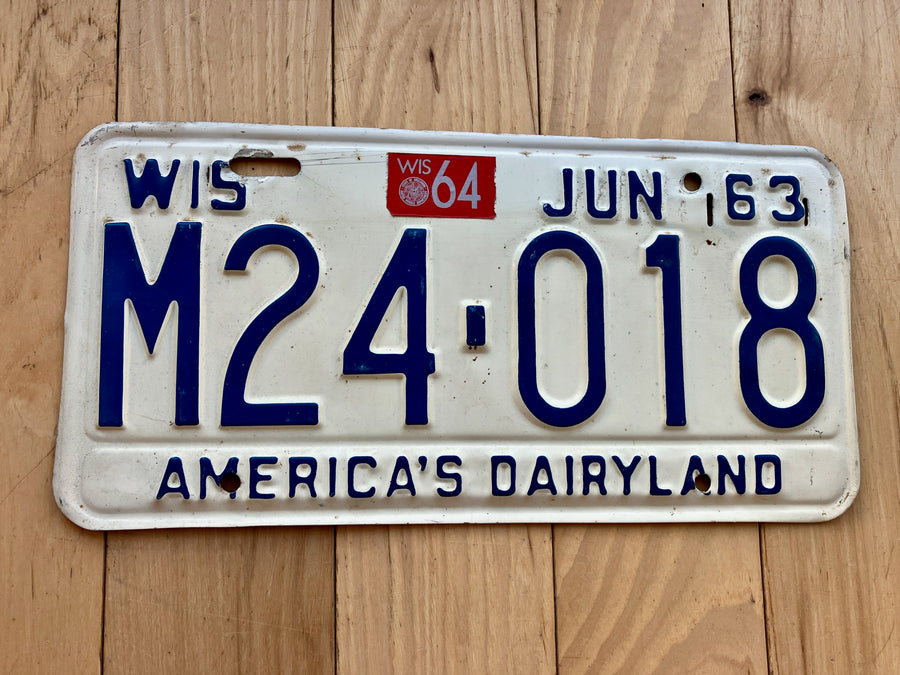 WIS WIS 64 JUN 63
M24-018
AMERICA'S DAIRYLAND